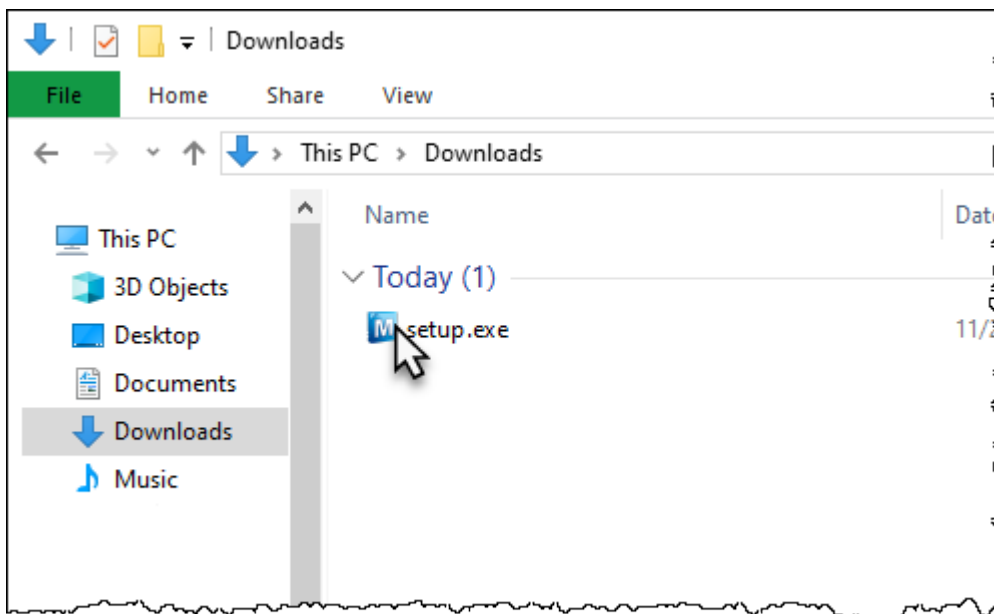 Downloads
File Home Share View
This PC > Downloads
Name
This PC
Today (1)
3D Objects
setup.exe
Desktop
Documents
Downloads
Music